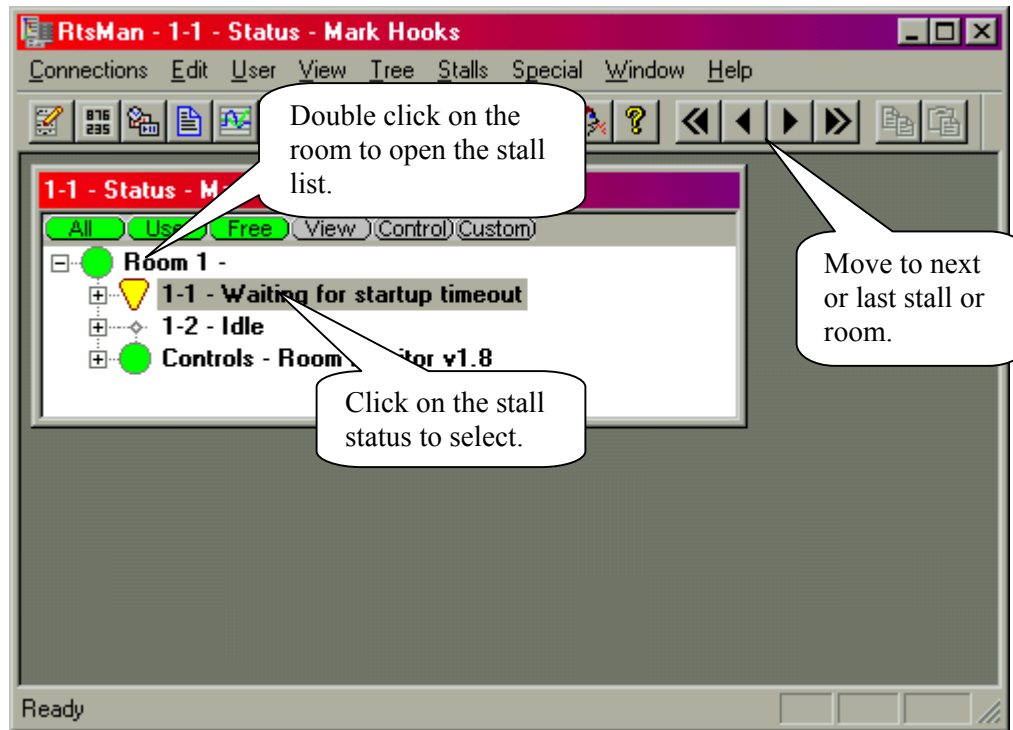 RtsMan - 1-1 - Status - Mark Hooks
Connections Edit User View Tree Stalls Special Window Help
876
235
Double click on the
room to open the stall
list.
1-1 - Status
All Free View Control Custom
Room 1 -
1-1 - Waiting for startup timeout
1-2 - Idle
Controls - Room v1.8
Move to next
or last stall or
room.
Click on the stall
status to select.
Ready